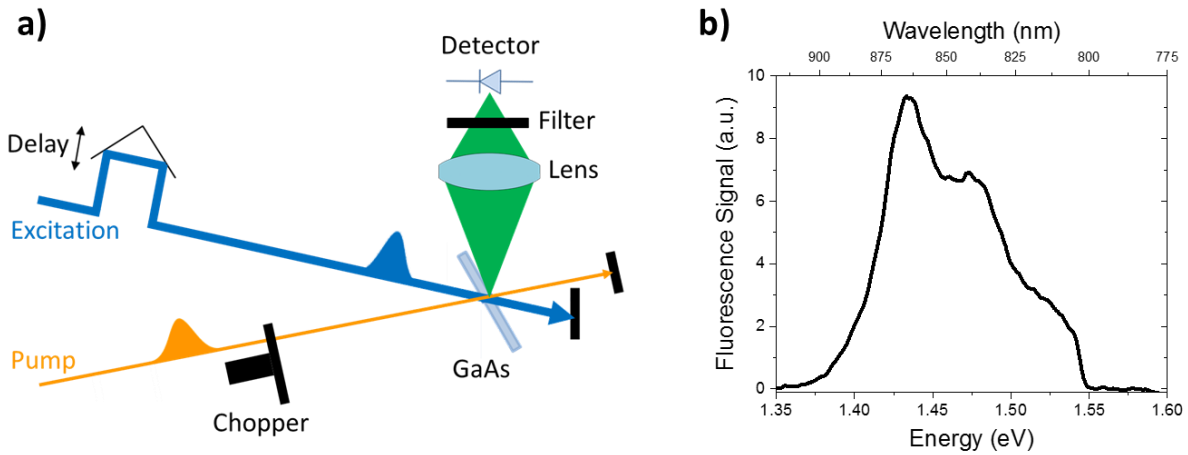 a)
Detector
Filter
Delay
Lens
Excitation
Pump
GaAs
Chopper
b)
Wavelength (nm)
900 875 850 825 800 775
Fluorescence Signal (a.u.)
10
8
6
4
2
0
1.35 1.40 1.45 1.50 1.55 1.60
Energy (eV)